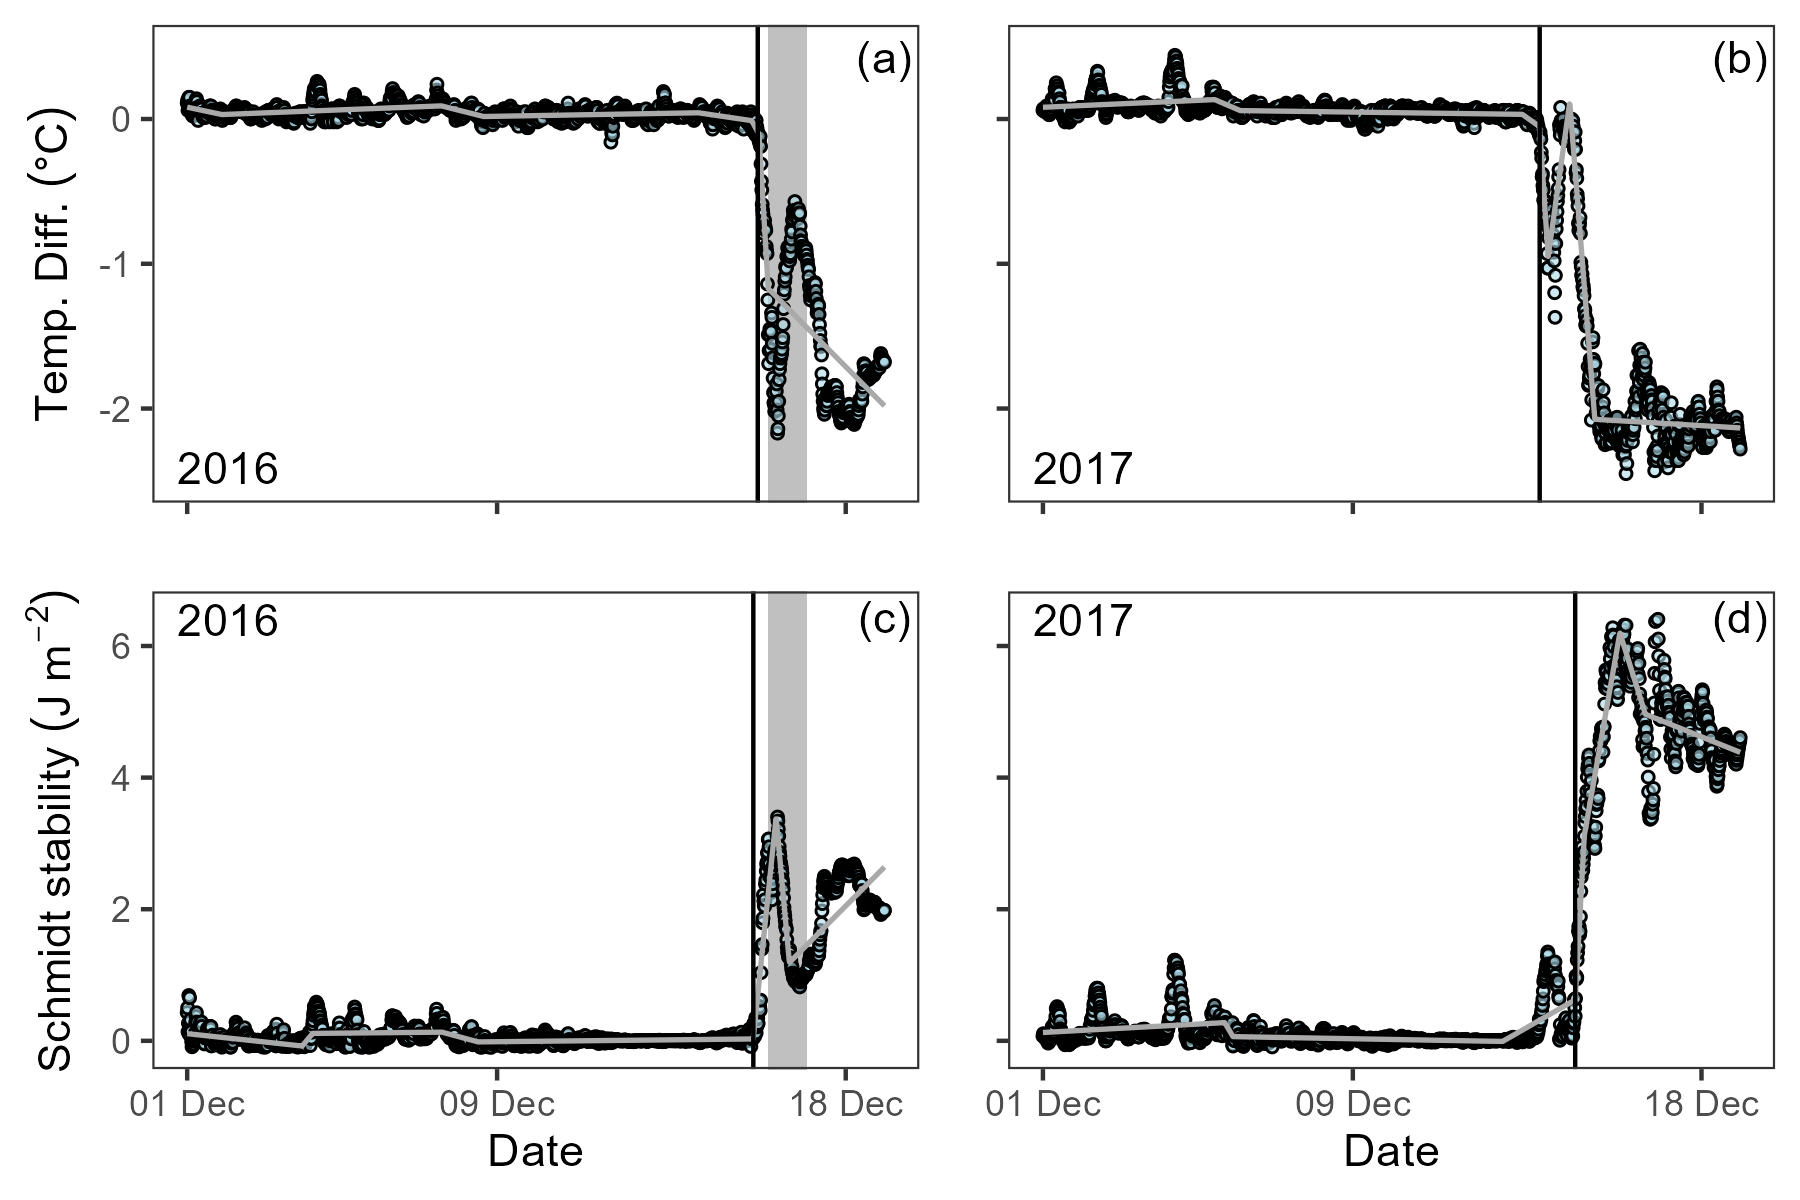 (a)
(b)
Temp. Diff. (°C)
0
-1
-2
2016
2017
2016
(c)
2017
(d)
Schmidt stability (J m⁻²)
6
4
2
0
01 Dec 09 Dec 18 Dec
01 Dec 09 Dec 18 Dec
Date
Date